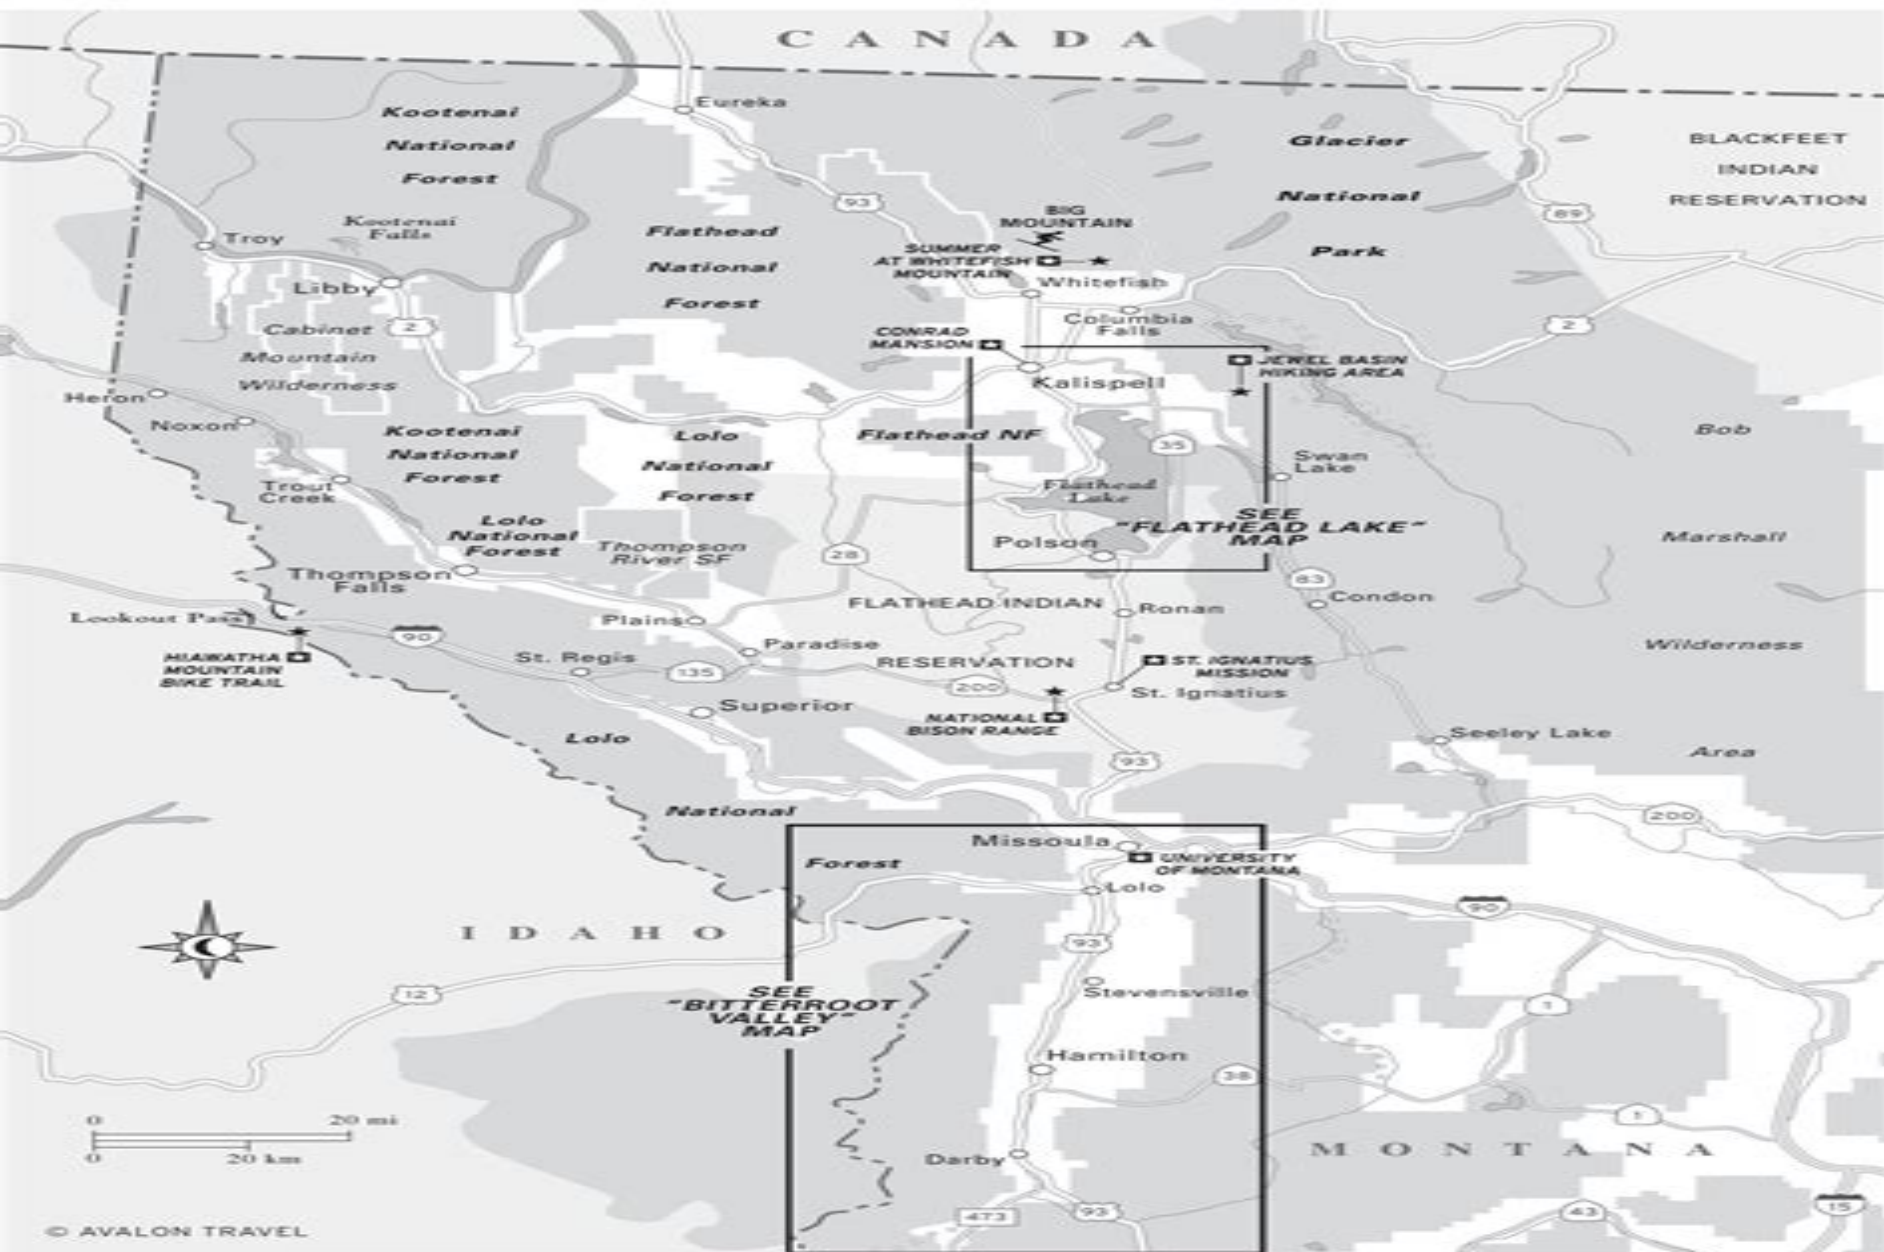 CANADA
Eureka
Kootenai
National
Forest
Glacier
National
Park
BLACKFEET
INDIAN
RESERVATION
93
89
Kootenai
Falls
Troy
Flathead
National
Forest
BIG
MOUNTAIN
SUMMER
AT WHITEFISH
MOUNTAIN
Whitefish
Libby
Columbia
Falls
2
2
Cabinet
Mountain
Wilderness
CONRAD
MANSION
JEWEL BASIN
HIKING AREA
Kalispell
Heron
Noxon
Kootenai
National
Forest
Lolo
National
Forest
Flathead NF
35
Bob
Marshall
Wilderness
Area
Swan
Lake
Trout
Creek
Flathead
Lake
SEE
"FLATHEAD LAKE"
MAP
Lolo
National
Forest
Thompson
River SF
28
Polson
Thompson
Falls
83
Condon
FLATHEAD INDIAN
RESERVATION
Ronan
Lookout Pass
90
Plains
Paradise
HIAWATHA
MOUNTAIN
BIKE TRAIL
St. Regis
135
200
ST. IGNATIUS
MISSION
St. Ignatius
Superior
NATIONAL
BISON RANGE
Seeley Lake
Lolo
National
Forest
93
200
Missoula
UNIVERSITY
OF MONTANA
Lolo
90
IDAHO
93
12
SEE
"BITTERROOT
VALLEY"
MAP
Stevensville
1
Hamilton
38
1
0
20 mi
0
20 km
Darby
MONTANA
473
93
43
15
© AVALON TRAVEL